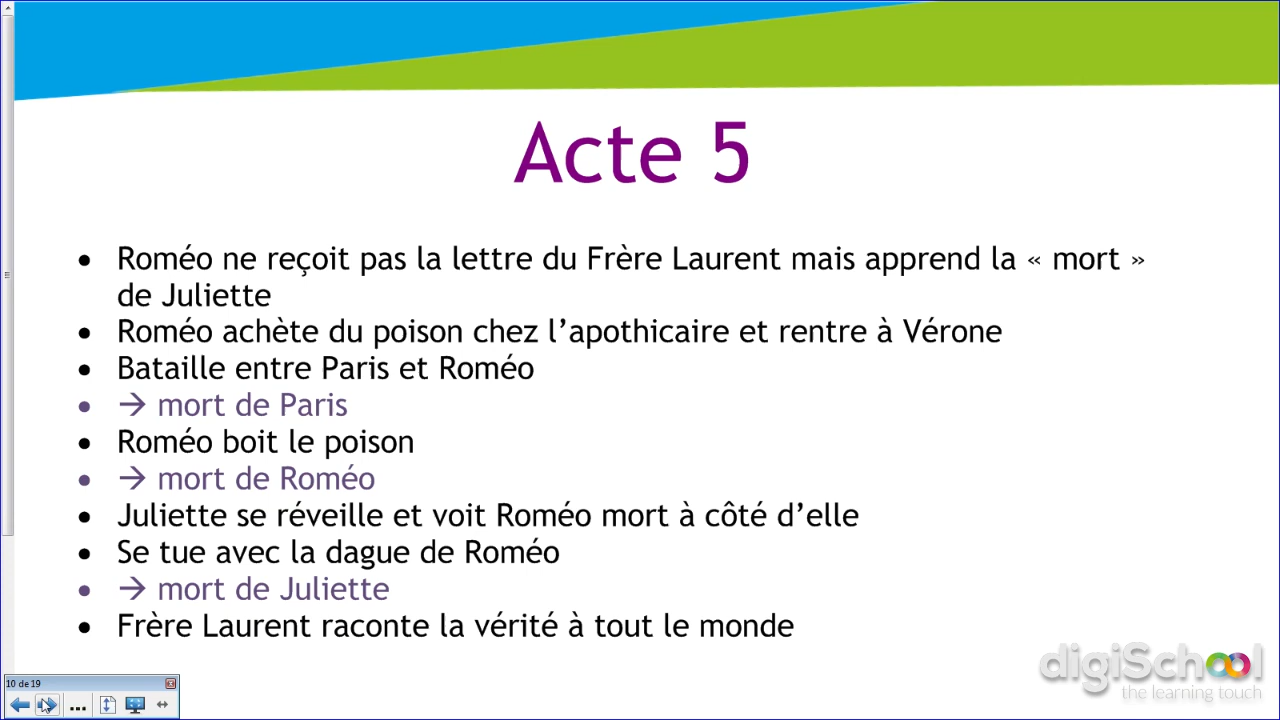 Acte 5
• Roméo ne reçoit pas la lettre du Frère Laurent mais apprend la « mort »
de Juliette
• Roméo achète du poison chez l’apothicaire et rentre à Vérone
• Bataille entre Paris et Roméo
• → mort de Paris
• Roméo boit le poison
• → mort de Roméo
• Juliette se réveille et voit Roméo mort à côté d’elle
• Se tue avec la dague de Roméo
• → mort de Juliette
• Frère Laurent raconte la vérité à tout le monde
digiSchool
the learning touch
10 de 19
...